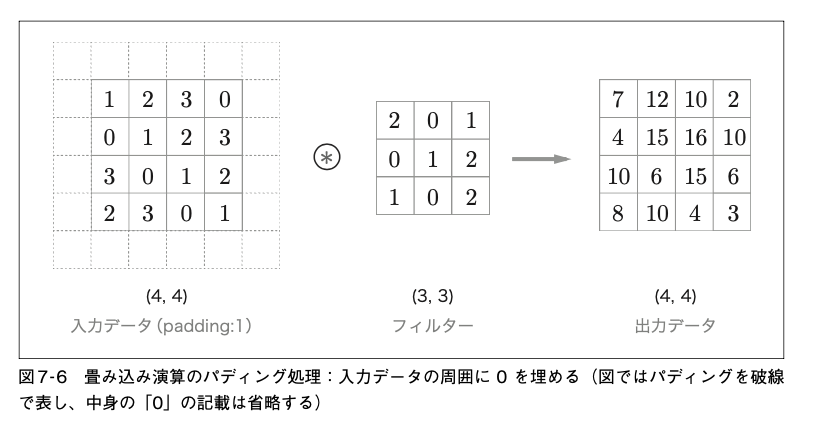 1 2 3 0
0 1 2 3
3 0 1 2
2 3 0 1
(4, 4)
入力データ（padding:1）
⊛
2 0 1
0 1 2
1 0 2
(3, 3)
フィルター
7 12 10 2
4 15 16 10
10 6 15 6
8 10 4 3
(4, 4)
出力データ
図7-6　畳み込み演算のパディング処理：入力データの周囲に 0 を埋める（図ではパディングを破線
で表し、中身の「0」の記載は省略する）